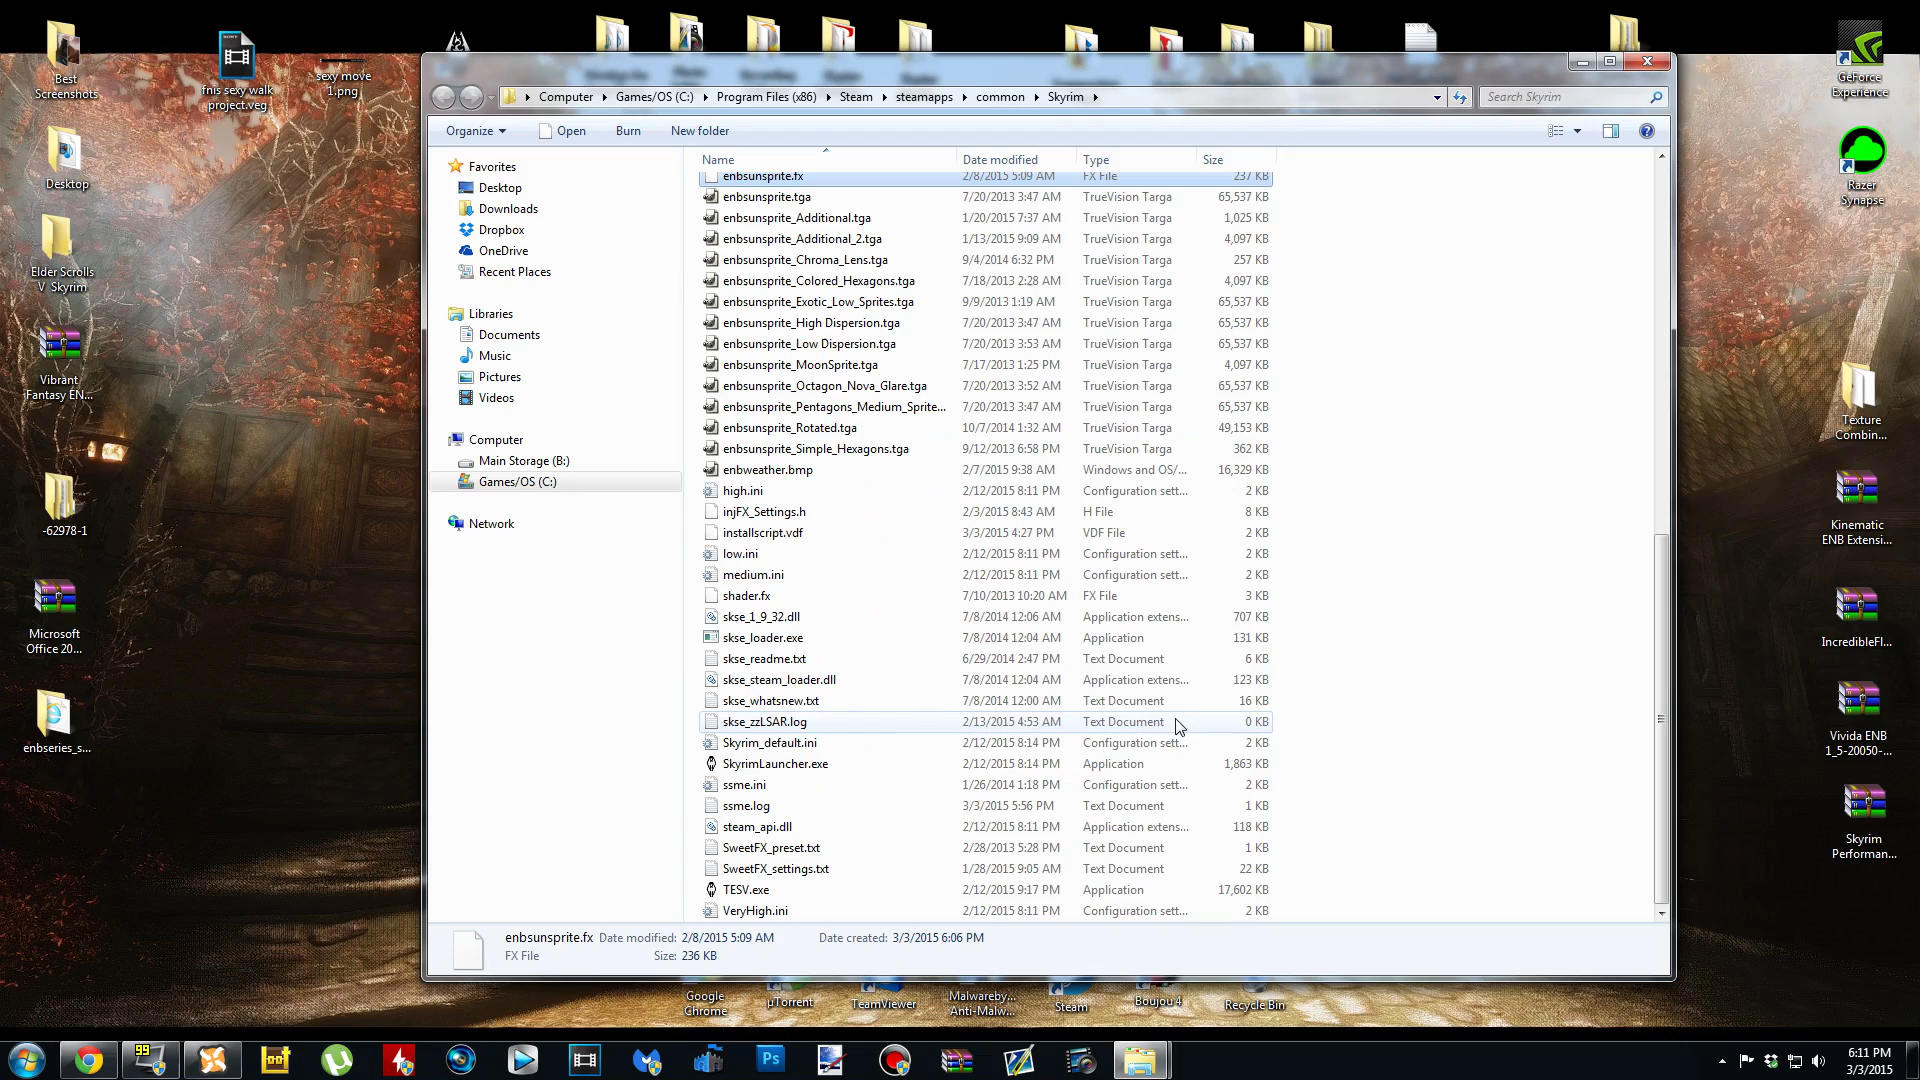 Best
Screenshots
fnis sexy walk
project.veg
sexy move
1.png
GeForce
Experience
Computer
Games/OS (C:)
Program Files (x86)
Steam
steamapps
common
Skyrim
Search Skyrim
Organize
Open
Burn
New folder
Name
Date modified
Type
Size
Favorites
Desktop
Downloads
Dropbox
OneDrive
Recent Places
Libraries
Documents
Music
Pictures
Videos
Computer
Main Storage (B:)
Games/OS (C:)
Network
enbsunsprite.fx 2/8/2015 5:09 AM FX File 237 KB
enbsunsprite.tga 7/20/2013 3:47 AM TrueVision Targa 65,537 KB
enbsunsprite_Additional.tga 1/20/2015 7:37 AM TrueVision Targa 1,025 KB
enbsunsprite_Additional_2.tga 1/13/2015 9:09 AM TrueVision Targa 4,097 KB
enbsunsprite_Chroma_Lens.tga 9/4/2014 6:32 PM TrueVision Targa 257 KB
enbsunsprite_Colored_Hexagons.tga 7/18/2013 2:28 AM TrueVision Targa 4,097 KB
enbsunsprite_Exotic_Low_Sprites.tga 9/9/2013 1:19 AM TrueVision Targa 65,537 KB
enbsunsprite_High Dispersion.tga 7/20/2013 3:47 AM TrueVision Targa 65,537 KB
enbsunsprite_Low Dispersion.tga 7/20/2013 3:53 AM TrueVision Targa 65,537 KB
enbsunsprite_MoonSprite.tga 7/17/2013 1:25 PM TrueVision Targa 4,097 KB
enbsunsprite_Octagon_Nova_Glare.tga 7/20/2013 3:52 AM TrueVision Targa 65,537 KB
enbsunsprite_Pentagons_Medium_Sprite... 7/20/2013 3:47 AM TrueVision Targa 65,537 KB
enbsunsprite_Rotated.tga 10/7/2014 1:32 AM TrueVision Targa 49,153 KB
enbsunsprite_Simple_Hexagons.tga 9/12/2013 6:58 PM TrueVision Targa 362 KB
enbweather.bmp 2/7/2015 9:38 AM Windows and OS/... 16,329 KB
high.ini 2/12/2015 8:11 PM Configuration sett... 2 KB
injFX_Settings.h 2/3/2015 8:43 AM H File 8 KB
installscript.vdf 3/3/2015 4:27 PM VDF File 2 KB
low.ini 2/12/2015 8:11 PM Configuration sett... 2 KB
medium.ini 2/12/2015 8:11 PM Configuration sett... 2 KB
shader.fx 7/10/2013 10:20 AM FX File 3 KB
skse_1_9_32.dll 7/8/2014 12:06 AM Application extens... 707 KB
skse_loader.exe 7/8/2014 12:04 AM Application 131 KB
skse_readme.txt 6/29/2014 2:47 PM Text Document 6 KB
skse_steam_loader.dll 7/8/2014 12:04 AM Application extens... 123 KB
skse_whatsnew.txt 7/8/2014 12:00 AM Text Document 16 KB
skse_zzLSAR.log 2/13/2015 4:53 AM Text Document 0 KB
Skyrim_default.ini 2/12/2015 8:14 PM Configuration sett... 2 KB
SkyrimLauncher.exe 2/12/2015 8:14 PM Application 1,863 KB
ssme.ini 1/26/2014 1:18 PM Configuration sett... 2 KB
ssme.log 3/3/2015 5:56 PM Text Document 1 KB
steam_api.dll 2/12/2015 8:11 PM Application extens... 118 KB
SweetFX_preset.txt 2/28/2013 5:28 PM Text Document 1 KB
SweetFX_settings.txt 1/28/2015 9:05 AM Text Document 22 KB
TESV.exe 2/12/2015 9:17 PM Application 17,602 KB
VeryHigh.ini 2/12/2015 8:11 PM Configuration sett... 2 KB
enbsunsprite.fx Date modified: 2/8/2015 5:09 AM Date created: 3/3/2015 6:06 PM
FX File Size: 236 KB
Desktop
Elder Scrolls
V Skyrim
Vibrant
Fantasy EN...
-62978-1
Microsoft
Office 20...
enbseries_s...
Razer
Synapse
Texture
Combin...
Kinematic
ENB Extensi...
IncredibleFl...
Vivida ENB
1_5-20050-...
Skyrim
Performan...
Google
Chrome
µTorrent
TeamViewer
Malwareby...
Anti-Malw...
Steam
Boujou 4
Recycle Bin
99
Ps
6:11 PM
3/3/2015